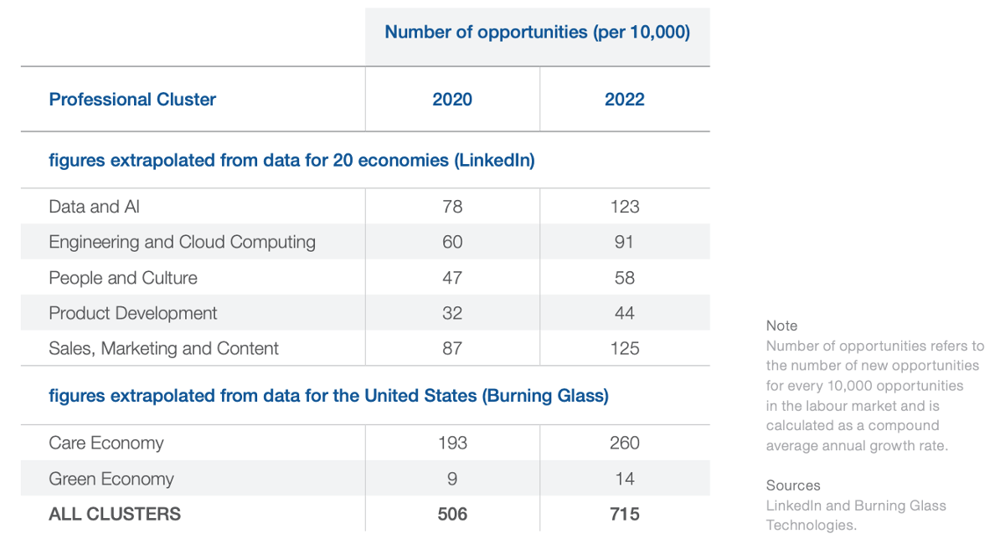 Number of opportunities (per 10,000)
Professional Cluster 2020 2022
figures extrapolated from data for 20 economies (LinkedIn)
Data and AI 78 123
Engineering and Cloud Computing 60 91
People and Culture 47 58
Product Development 32 44
Sales, Marketing and Content 87 125
figures extrapolated from data for the United States (Burning Glass)
Care Economy 193 260
Green Economy 9 14
ALL CLUSTERS 506 715
Note
Number of opportunities refers to
the number of new opportunities
for every 10,000 opportunities
in the labour market and is
calculated as a compound
average annual growth rate.
Sources
LinkedIn and Burning Glass
Technologies.